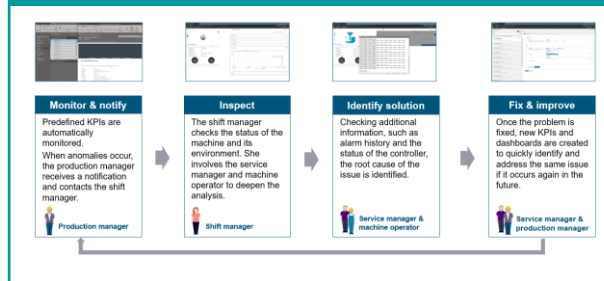 Monitor & notify
Predefined KPIs are
automatically
monitored.
When anomalies occur,
the production manager
receives a notification
and contacts the shift
manager.
Production manager
Inspect
The shift manager
checks the status of the
machine and its
environment. She
involves the service
manager and machine
operator to deepen the
analysis.
Shift manager
Identify solution
Checking additional
information, such as
alarm history and the
status of the controller,
the root cause of the
issue is identified.
Service manager &
machine operator
Fix & improve
Once the problem is
fixed, new KPIs and
dashboards are created
to quickly identify and
address the same issue
if it occurs again in the
future.
Service manager &
production manager